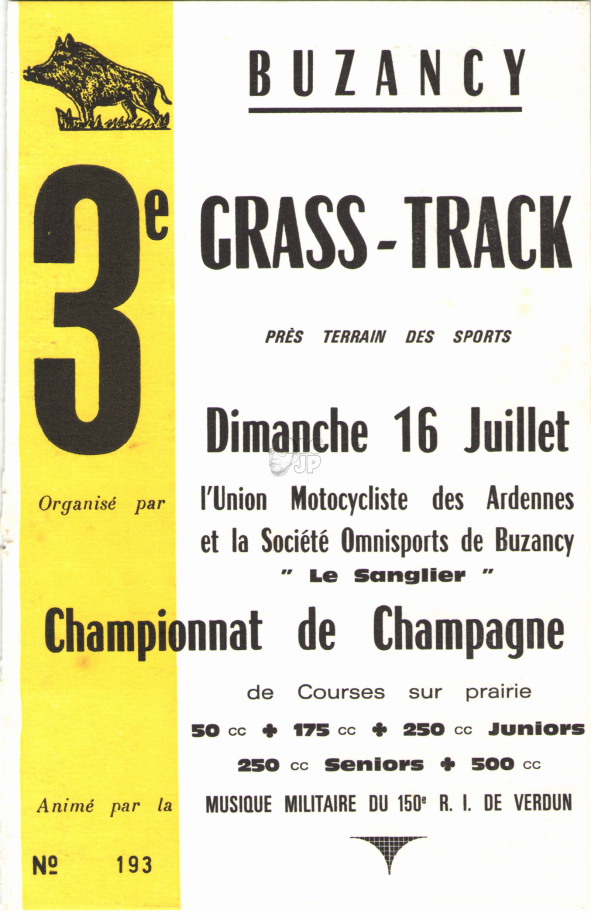 BUZANCY
3e GRASS-TRACK
PRÈS TERRAIN DES SPORTS
Dimanche 16 Juillet
JP
Organisé par l'Union Motocycliste des Ardennes
et la Société Omnisports de Buzancy
" Le Sanglier "
Championnat de Champagne
de Courses sur prairie
50 cc ✚ 175 cc ✚ 250 cc Juniors
250 cc Seniors ✚ 500 cc
Animé par la MUSIQUE MILITAIRE DU 150e R. I. DE VERDUN
Nº 193